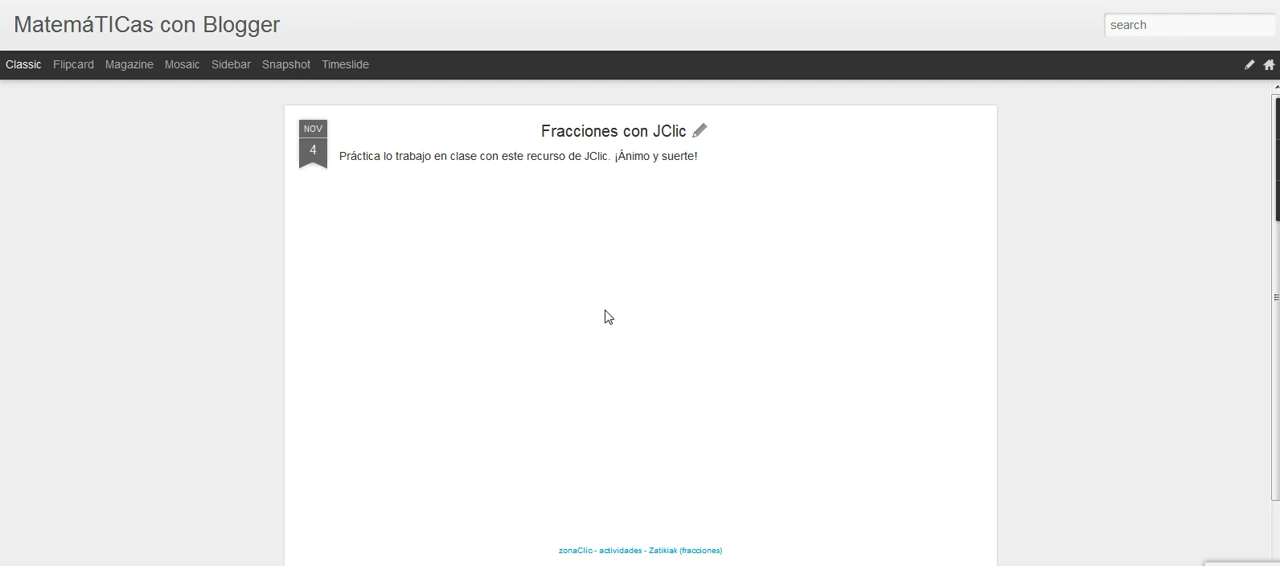 MatemáTICas con Blogger
search
Classic Flipcard Magazine Mosaic Sidebar Snapshot Timeslide
NOV
4
Fracciones con JClic
Práctica lo trabajo en clase con este recurso de JClic. ¡Ánimo y suerte!
zonaClic - actividades - Zatikiak (fracciones)